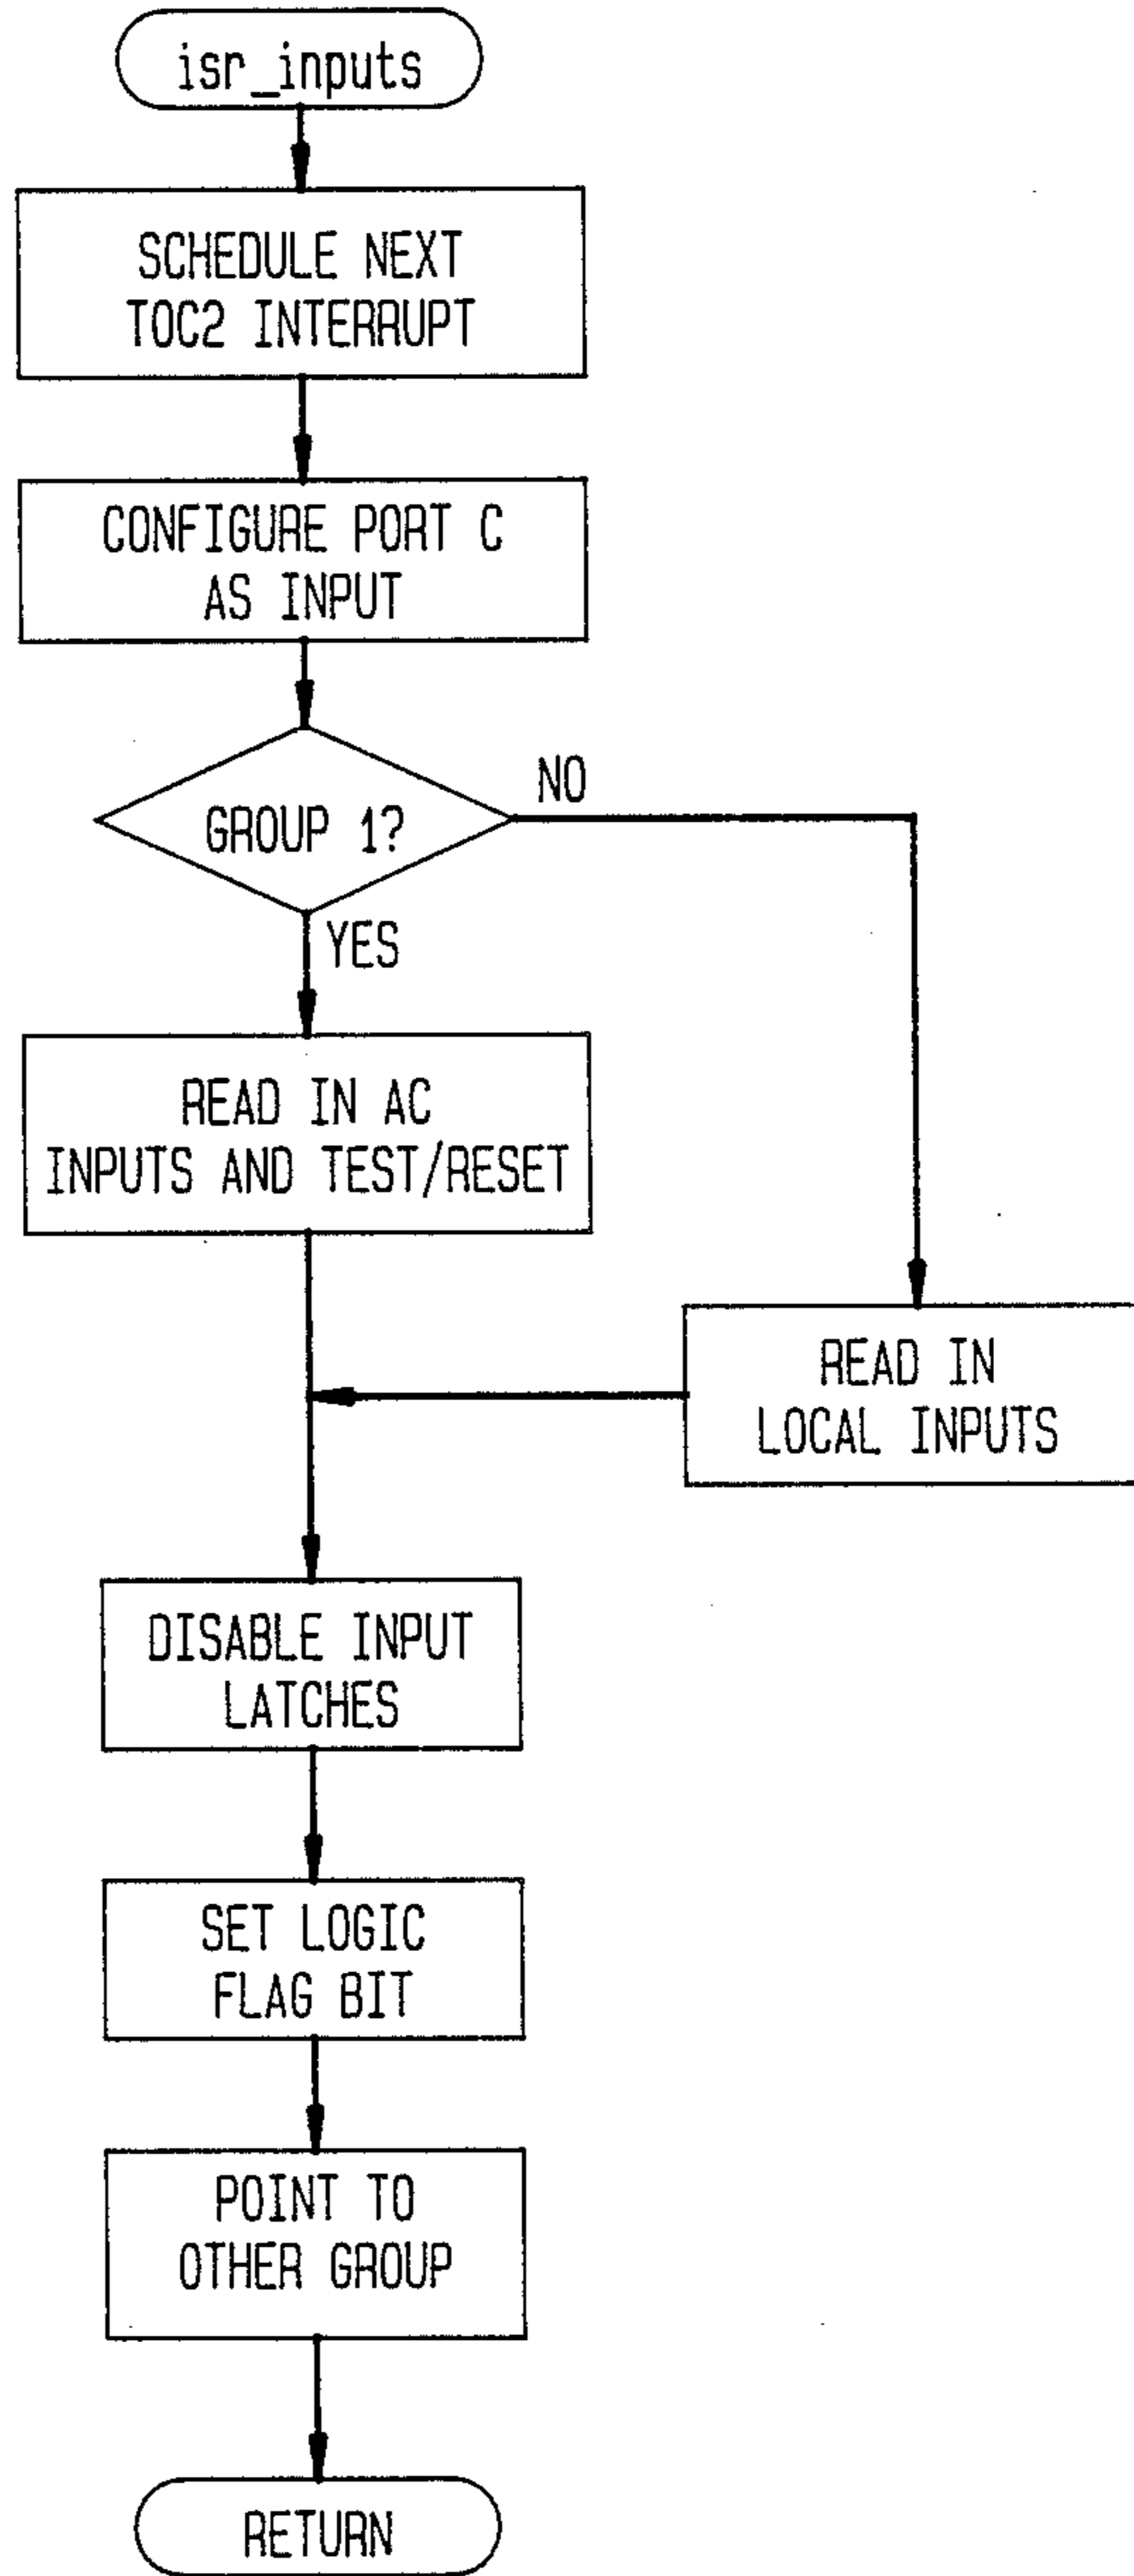 isr_inputs
SCHEDULE NEXT
TOC2 INTERRUPT
CONFIGURE PORT C
AS INPUT
GROUP 1?
NO
YES
READ IN AC
INPUTS AND TEST/RESET
READ IN
LOCAL INPUTS
DISABLE INPUT
LATCHES
SET LOGIC
FLAG BIT
POINT TO
OTHER GROUP
RETURN